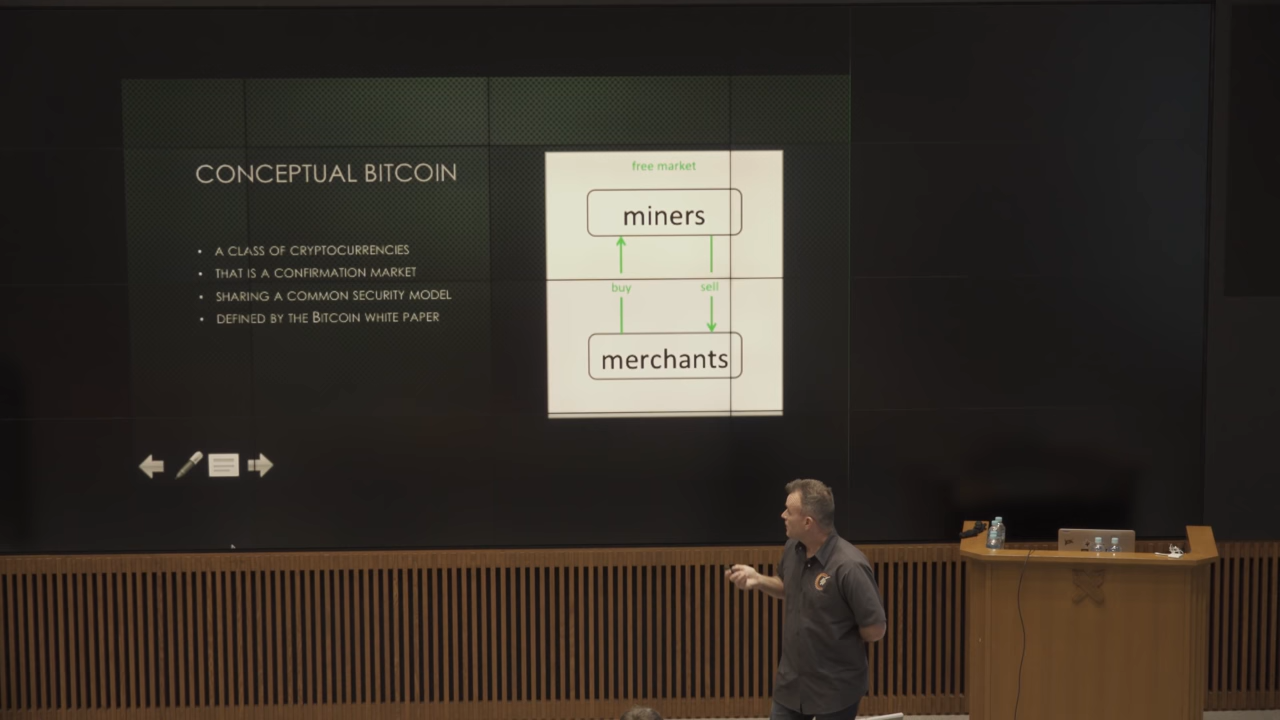 CONCEPTUAL BITCOIN
• A CLASS OF CRYPTOCURRENCIES
• THAT IS A CONFIRMATION MARKET
• SHARING A COMMON SECURITY MODEL
• DEFINED BY THE BITCOIN WHITE PAPER
free market
miners
buy sell
merchants